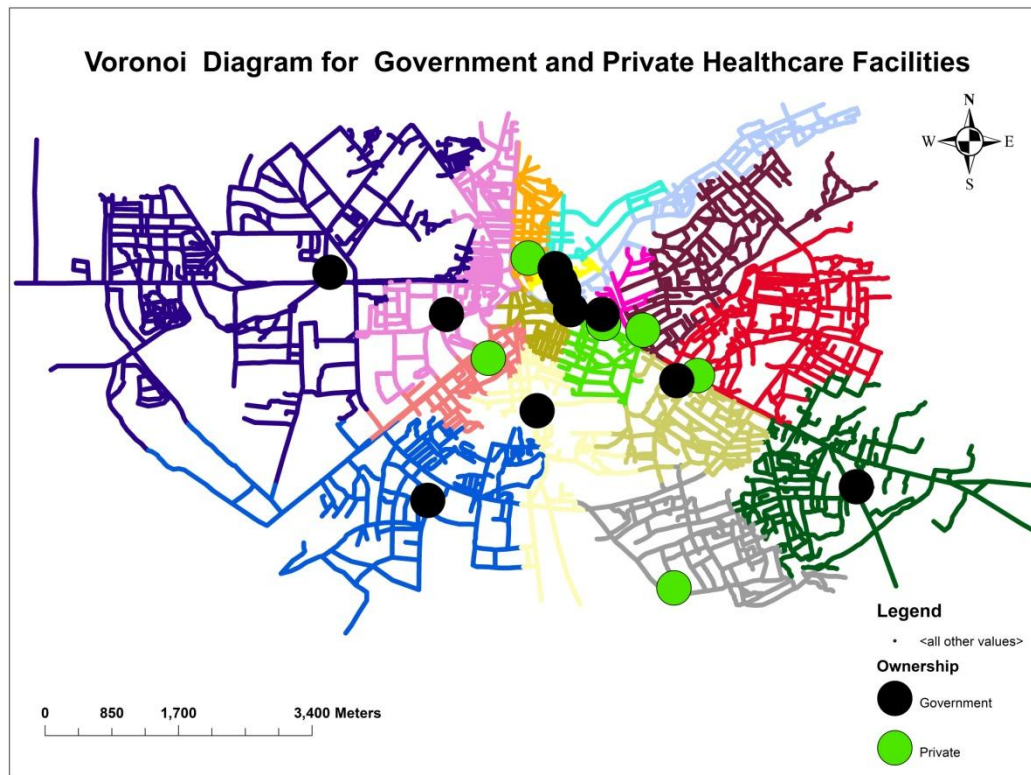 Voronoi  Diagram for  Government and Private Healthcare Facilities
N
W E
S
Legend
<all other values>
Ownership
Government
Private
0 850 1,700 3,400 Meters